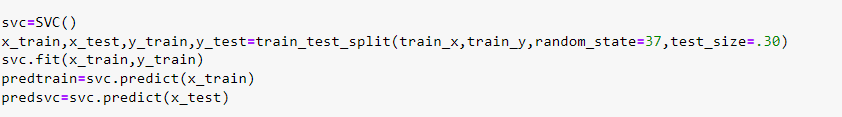 svc=SVC()
x_train,x_test,y_train,y_test=train_test_split(train_x,train_y,random_state=37,test_size=.30)
svc.fit(x_train,y_train)
predtrain=svc.predict(x_train)
predsvc=svc.predict(x_test)